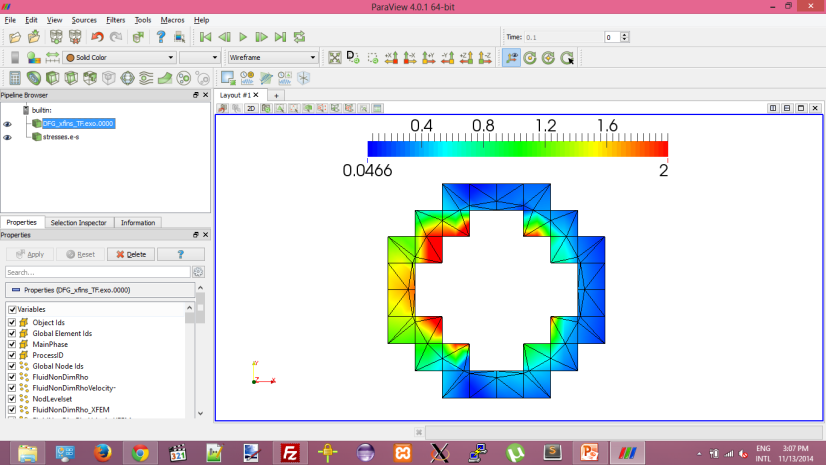 ParaView 4.0.1 64-bit
File Edit View Sources Filters Tools Macros Help
Time: 0.1 0
Solid Color Wireframe
Pipeline Browser
builtin:
DFG_xfins_TF.exo.0000
stresses.e-s
Properties Selection Inspector Information
Properties
Apply Reset Delete ?
Search...
Properties (DFG_xfins_TF.exo.0000)
Variables
Object Ids
Global Element Ids
MainPhase
ProcessID
Global Node Ids
FluidNonDimRho
FluidNonDimRhoVelocity-
NodLevelset
FluidNonDimRho_XFEM
Layout #1 +
2D
0.4 0.8 1.2 1.6
0.0466 2
ENG 3:07 PM
INTL 11/13/2014